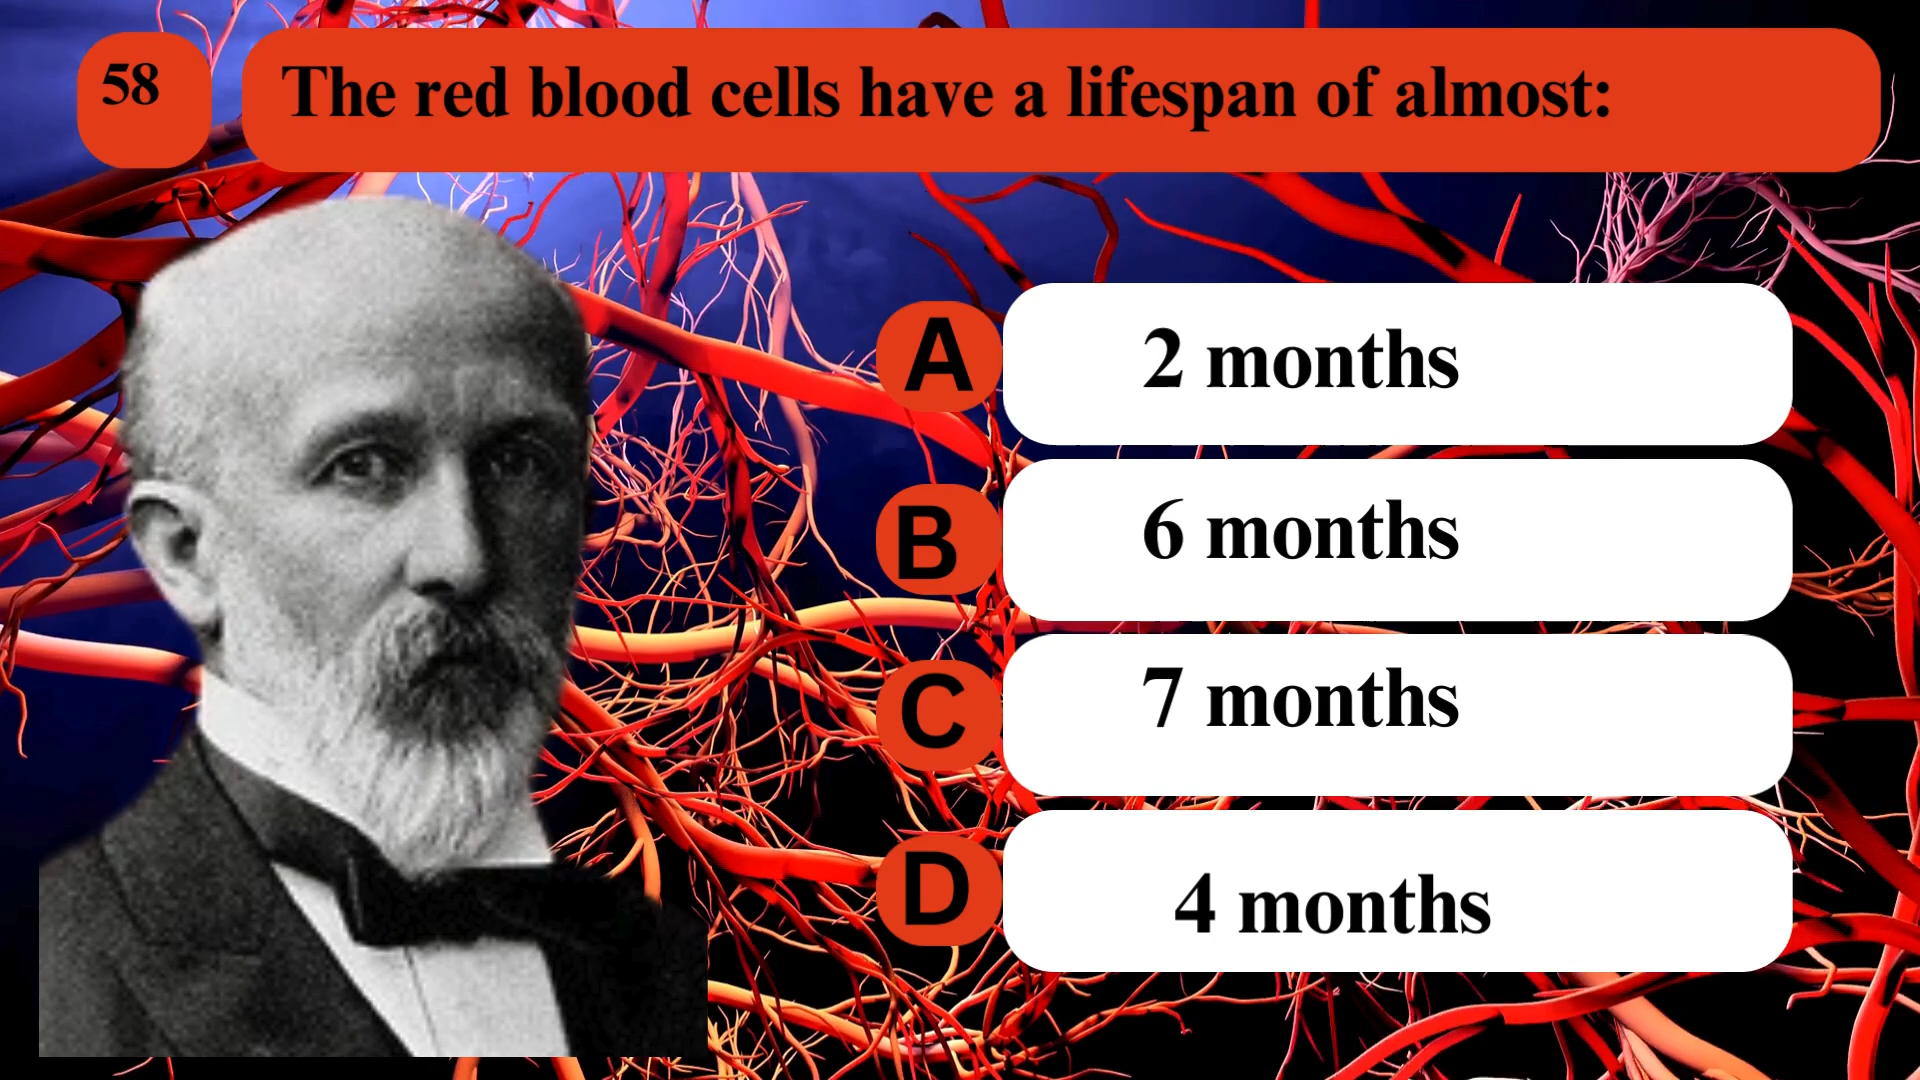 58
The red blood cells have a lifespan of almost:
A
2 months
B
6 months
C
7 months
D
4 months